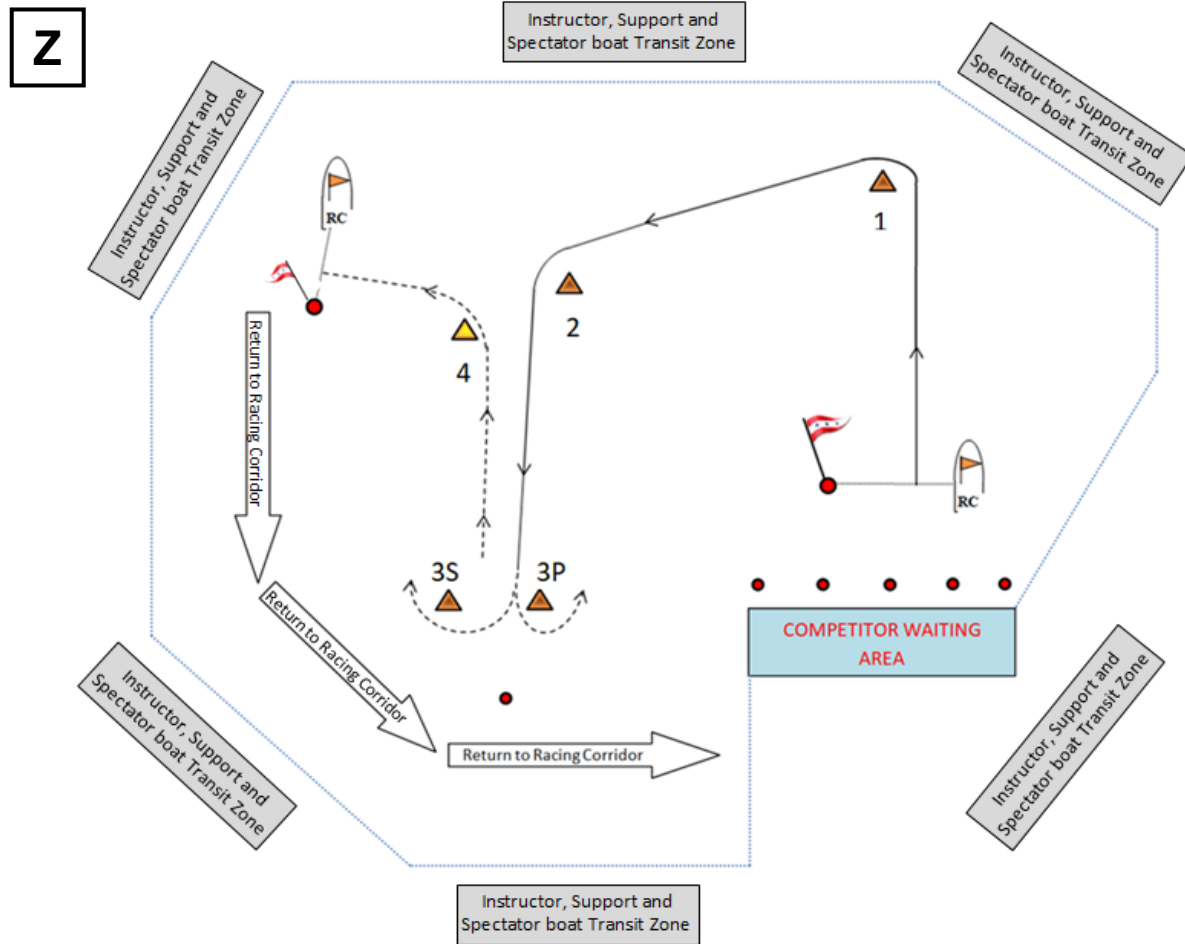 Z
Instructor, Support and
Spectator boat Transit Zone
Instructor, Support and
Spectator boat Transit Zone
Instructor, Support and
Spectator boat Transit Zone
RC
1
2
4
Return to Racing Corridor
RC
3S
3P
COMPETITOR WAITING
AREA
Return to Racing Corridor
Instructor, Support and
Spectator boat Transit Zone
Return to Racing Corridor
Instructor, Support and
Spectator boat Transit Zone
Instructor, Support and
Spectator boat Transit Zone